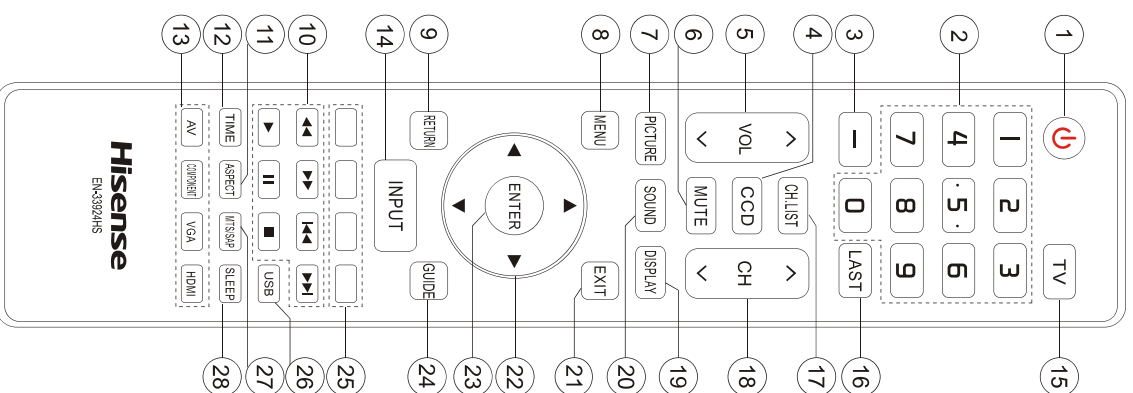 1
2
3
4
5
6
7
8
9
14
10
11
12
13
TV
1 2 3
4 ·5· 6
7 8 9
– 0 LAST
VOL
CH.LIST
CCD
MUTE
CH
PICTURE SOUND DISPLAY
MENU EXIT
ENTER
RETURN GUIDE
INPUT
USB
TIME ASPECT MTS/SAP SLEEP
AV COMPONENT VGA HDMI
Hisense
EN-33924HS
15
16
17
18
19
20
21
22
23
24
25
26
27
28